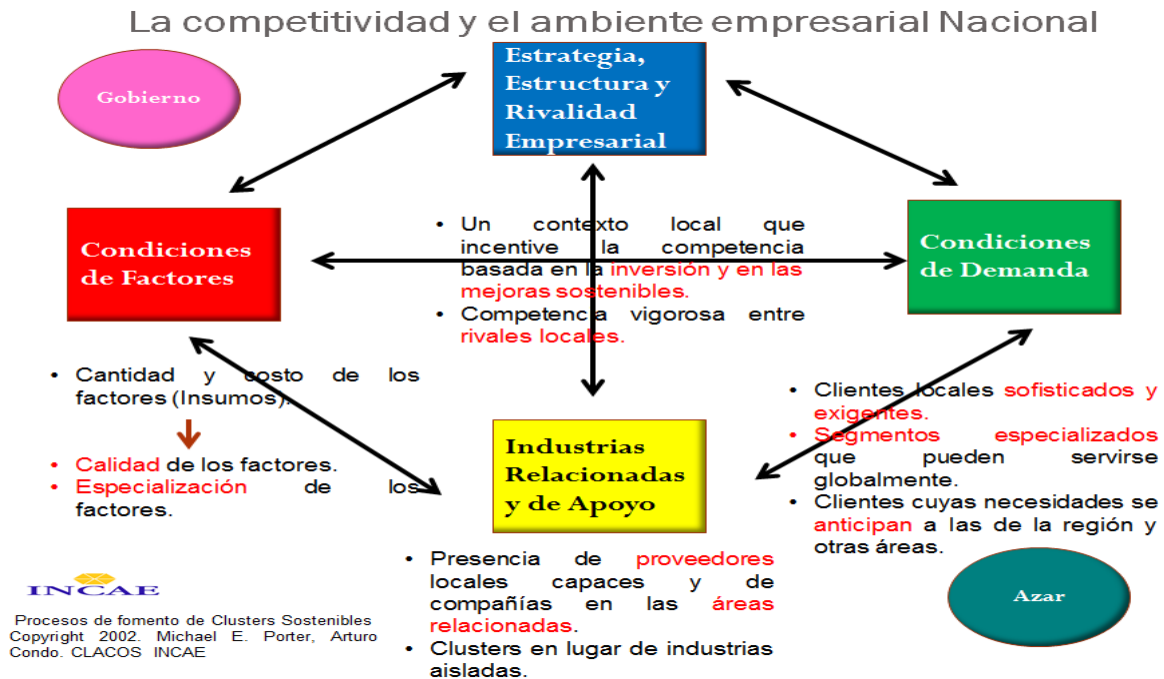 La competitividad y el ambiente empresarial Nacional
Gobierno
Estrategia,
Estructura y
Rivalidad
Empresarial
Condiciones
de Factores
• Un contexto local que
incentive la competencia
basada en la inversión y en las
mejoras sostenibles.
• Competencia vigorosa entre
rivales locales.
Condiciones
de Demanda
• Cantidad y costo de los
factores (Insumos).
• Calidad de los factores.
• Especialización de los
factores.
Industrias
Relacionadas
y de Apoyo
• Clientes locales sofisticados y
exigentes.
• Segmentos especializados
que pueden servirse
globalmente.
• Clientes cuyas necesidades se
anticipan a las de la región y
otras áreas.
• Presencia de proveedores
locales capaces y de
compañías en las áreas
relacionadas.
• Clusters en lugar de industrias
aisladas.
Azar
INCAE
Procesos de fomento de Clusters Sostenibles
Copyright 2002. Michael E. Porter, Arturo
Condo. CLACOS INCAE